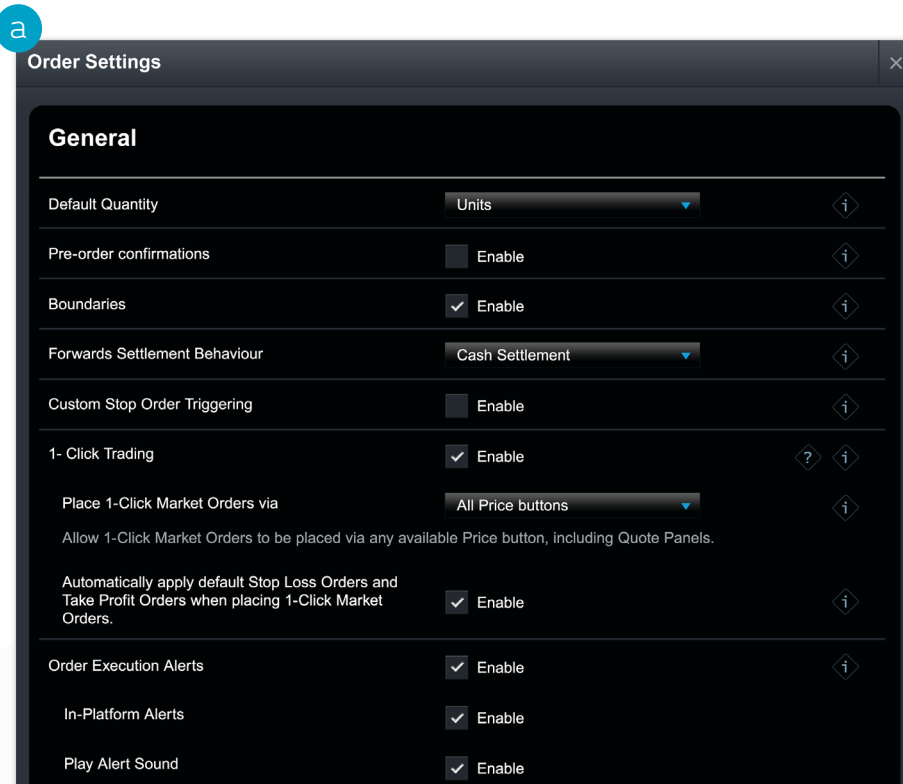 a
Order Settings
General
Default Quantity
Units
Pre-order confirmations
Enable
Boundaries
Enable
Forwards Settlement Behaviour
Cash Settlement
Custom Stop Order Triggering
Enable
1- Click Trading
Enable
?
Place 1-Click Market Orders via
All Price buttons
Allow 1-Click Market Orders to be placed via any available Price button, including Quote Panels.
Automatically apply default Stop Loss Orders and
Take Profit Orders when placing 1-Click Market
Orders.
Enable
Order Execution Alerts
Enable
In-Platform Alerts
Enable
Play Alert Sound
Enable